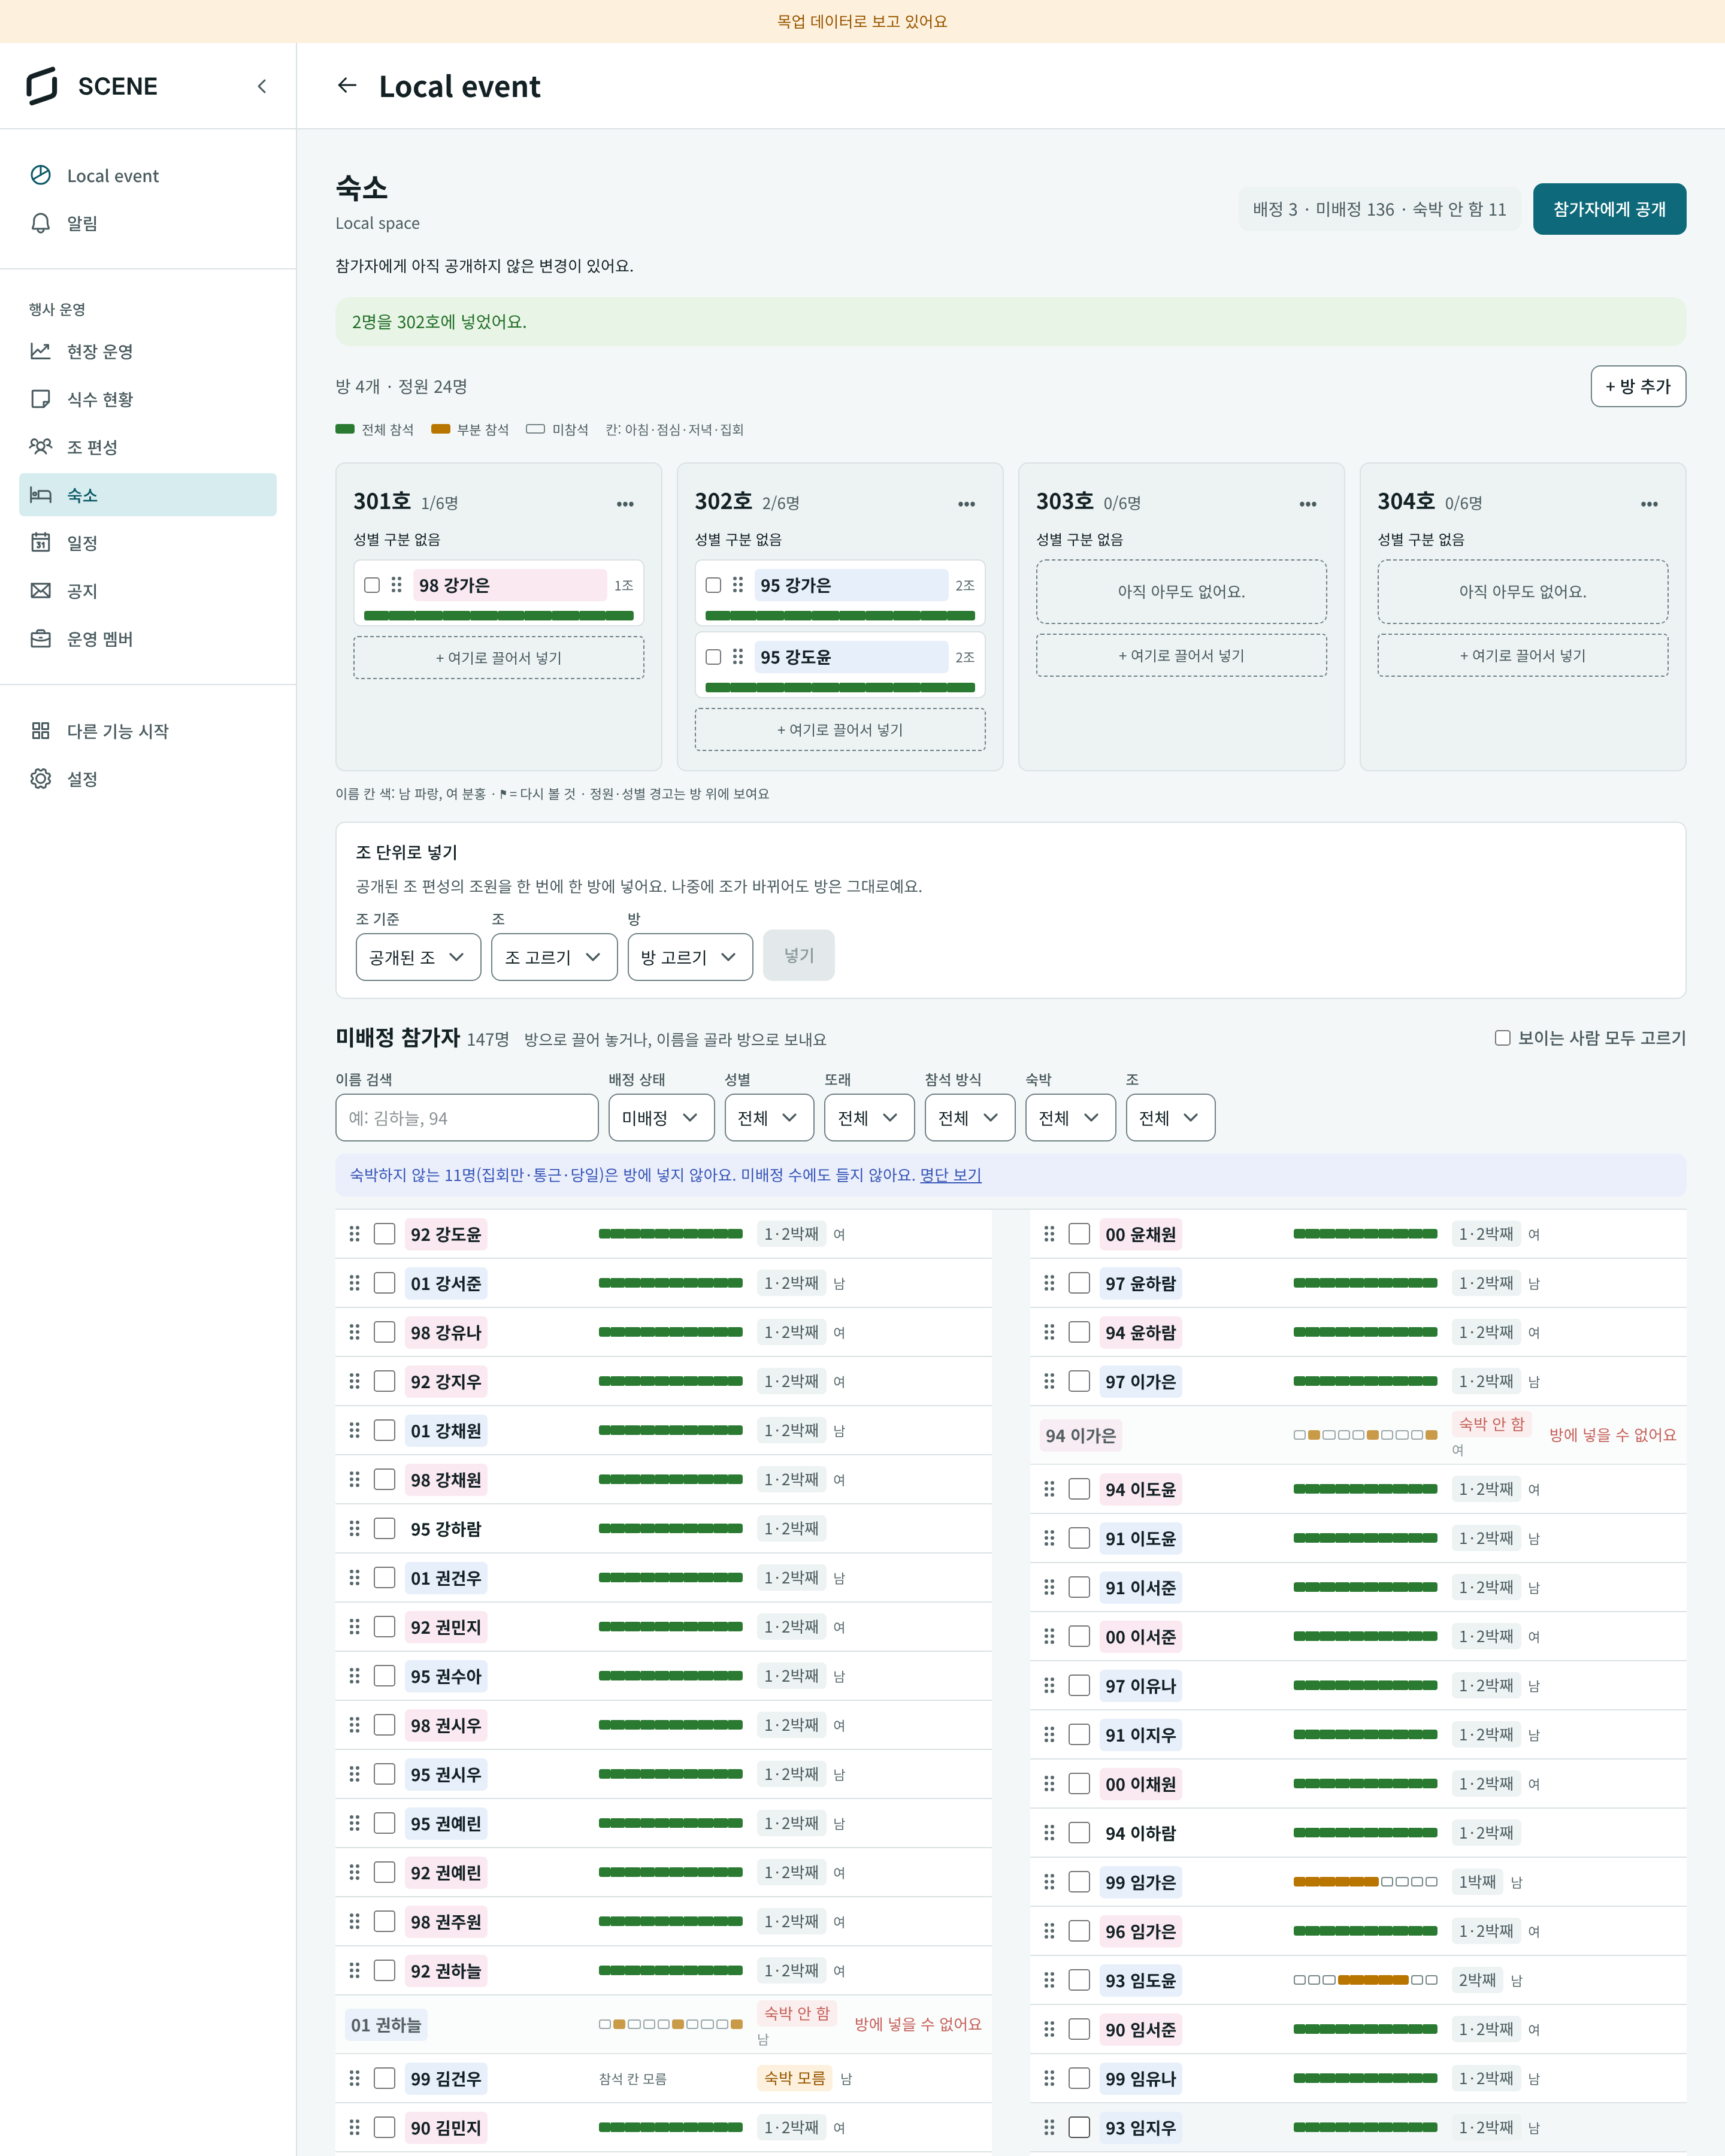 목업 데이터로 보고 있어요
SCENE
Local event
알림
행사 운영
현장 운영
식수 현황
조 편성
숙소
일정
공지
운영 멤버
다른 기능 시작
설정
Local event
숙소
Local space
배정 3 · 미배정 136 · 숙박 안 함 11
참가자에게 공개
참가자에게 아직 공개하지 않은 변경이 있어요.
2명을 302호에 넣었어요.
방 4개 · 정원 24명
+ 방 추가
전체 참석 부분 참석 미참석 칸: 아침·점심·저녁·집회
301호 1/6명
성별 구분 없음
98 강가은 1조
+ 여기로 끌어서 넣기
302호 2/6명
성별 구분 없음
95 강가은 2조
95 강도윤 2조
+ 여기로 끌어서 넣기
303호 0/6명
성별 구분 없음
아직 아무도 없어요.
+ 여기로 끌어서 넣기
304호 0/6명
성별 구분 없음
아직 아무도 없어요.
+ 여기로 끌어서 넣기
이름 칸 색: 남 파랑, 여 분홍 · ⚑ = 다시 볼 것 · 정원·성별 경고는 방 위에 보여요
조 단위로 넣기
공개된 조 편성의 조원을 한 번에 한 방에 넣어요. 나중에 조가 바뀌어도 방은 그대로예요.
조 기준 조 방
공개된 조 조 고르기 방 고르기 넣기
미배정 참가자 147명 방으로 끌어 놓거나, 이름을 골라 방으로 보내요
보이는 사람 모두 고르기
이름 검색 배정 상태 성별 또래 참석 방식 숙박 조
예: 김하늘, 94 미배정 전체 전체 전체 전체 전체
숙박하지 않는 11명(집회만·통근·당일)은 방에 넣지 않아요. 미배정 수에도 들지 않아요. 명단 보기
92 강도윤 1·2박째 여
01 강서준 1·2박째 남
98 강유나 1·2박째 여
92 강지우 1·2박째 여
01 강채원 1·2박째 남
98 강채원 1·2박째 여
95 강하람 1·2박째
01 권건우 1·2박째 남
92 권민지 1·2박째 여
95 권수아 1·2박째 남
98 권시우 1·2박째 여
95 권시우 1·2박째 남
95 권예린 1·2박째 남
92 권예린 1·2박째 여
98 권주원 1·2박째 여
92 권하늘 1·2박째 여
01 권하늘 숙박 안 함 남 방에 넣을 수 없어요
99 김건우 참석 칸 모름 숙박 모름 남
90 김민지 1·2박째 여
00 윤채원 1·2박째 여
97 윤하람 1·2박째 남
94 윤하람 1·2박째 여
97 이가은 1·2박째 남
94 이가은 숙박 안 함 여 방에 넣을 수 없어요
94 이도윤 1·2박째 여
91 이도윤 1·2박째 남
91 이서준 1·2박째 남
00 이서준 1·2박째 여
97 이유나 1·2박째 남
91 이지우 1·2박째 남
00 이채원 1·2박째 여
94 이하람 1·2박째
99 임가은 1박째 남
96 임가은 1·2박째 여
93 임도윤 2박째 남
90 임서준 1·2박째 여
99 임유나 1·2박째 남
93 임지우 1·2박째 남